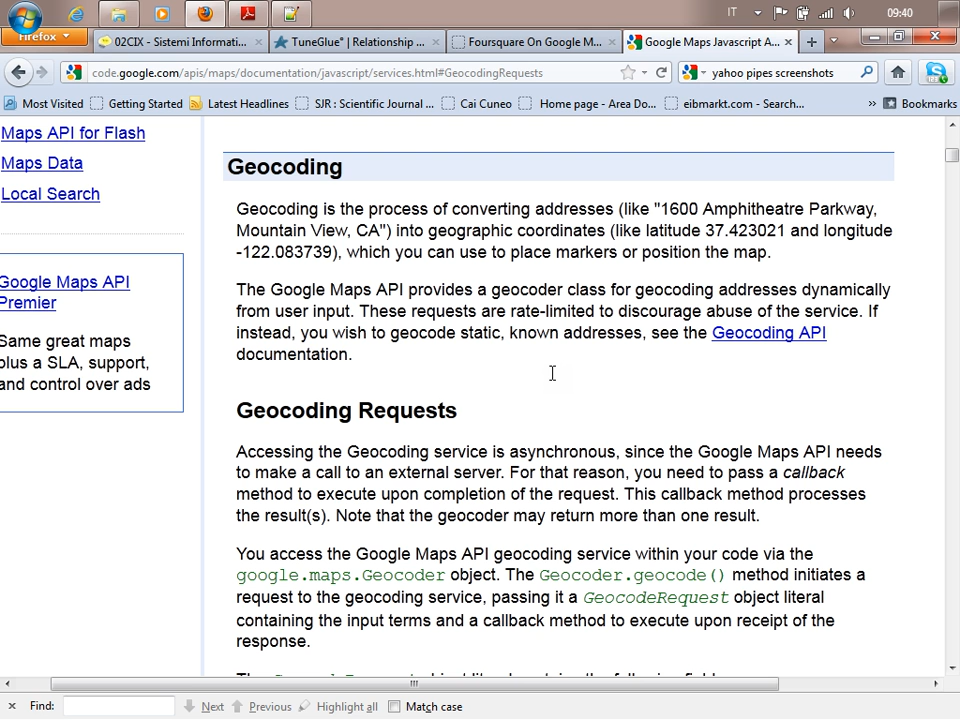 IT 09:40
Firefox 02CIX - Sistemi Informati... TuneGlue° | Relationship ... Foursquare On Google M... Google Maps Javascript A...
code.google.com/apis/maps/documentation/javascript/services.html#GeocodingRequests yahoo pipes screenshots
Most Visited Getting Started Latest Headlines SJR : Scientific Journal ... Cai Cuneo Home page - Area Do... eibmarkt.com - Search... » Bookmarks
Maps API for Flash
Maps Data
Local Search
Google Maps API
Premier
Same great maps
plus a SLA, support,
and control over ads
Geocoding
Geocoding is the process of converting addresses (like "1600 Amphitheatre Parkway,
Mountain View, CA") into geographic coordinates (like latitude 37.423021 and longitude
-122.083739), which you can use to place markers or position the map.
The Google Maps API provides a geocoder class for geocoding addresses dynamically
from user input. These requests are rate-limited to discourage abuse of the service. If
instead, you wish to geocode static, known addresses, see the Geocoding API
documentation.
Geocoding Requests
Accessing the Geocoding service is asynchronous, since the Google Maps API needs
to make a call to an external server. For that reason, you need to pass a callback
method to execute upon completion of the request. This callback method processes
the result(s). Note that the geocoder may return more than one result.
You access the Google Maps API geocoding service within your code via the
google.maps.Geocoder object. The Geocoder.geocode() method initiates a
request to the geocoding service, passing it a GeocodeRequest object literal
containing the input terms and a callback method to execute upon receipt of the
response.
Find: Next Previous Highlight all Match case